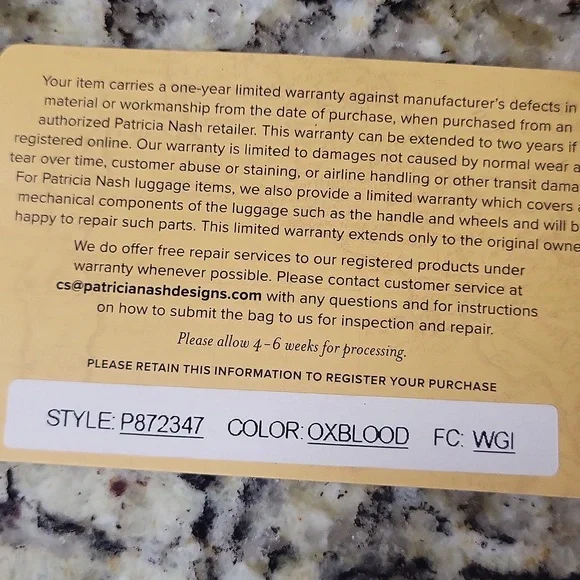 Your item carries a one-year limited warranty against manufacturer's defects in
material or workmanship from the date of purchase, when purchased from an
authorized Patricia Nash retailer. This warranty can be extended to two years if
registered online. Our warranty is limited to damages not caused by normal wear
tear over time, customer abuse or staining, or airline handling or other transit
For Patricia Nash luggage items, we also provide a limited warranty which covers
mechanical components of the luggage such as the handle and wheels and will
happy to repair such parts. This limited warranty extends only to the original
We do offer free repair services to our registered products under
warranty whenever possible. Please contact customer service at
cs@patricianashdesigns.com with any questions and for instructions
on how to submit the bag to us for inspection and repair.
Please allow 4–6 weeks for processing.
PLEASE RETAIN THIS INFORMATION TO REGISTER YOUR PURCHASE
STYLE: P872347 COLOR: OXBLOOD FC: WGI